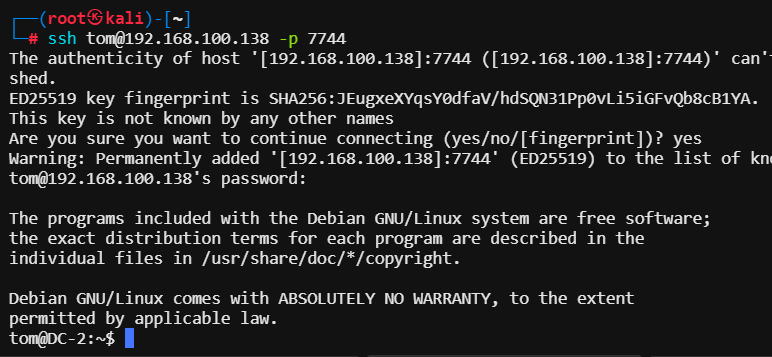 ┌──(root㉿kali)-[~]
└─# ssh tom@192.168.100.138 -p 7744
The authenticity of host '[192.168.100.138]:7744 ([192.168.100.138]:7744)' can'
shed.
ED25519 key fingerprint is SHA256:JEugxeXYqsY0dfaV/hdSQN31Pp0vLi5iGFvQb8cB1YA.
This key is not known by any other names
Are you sure you want to continue connecting (yes/no/[fingerprint])? yes
Warning: Permanently added '[192.168.100.138]:7744' (ED25519) to the list of kno
tom@192.168.100.138's password:
The programs included with the Debian GNU/Linux system are free software;
the exact distribution terms for each program are described in the
individual files in /usr/share/doc/*/copyright.
Debian GNU/Linux comes with ABSOLUTELY NO WARRANTY, to the extent
permitted by applicable law.
tom@DC-2:~$